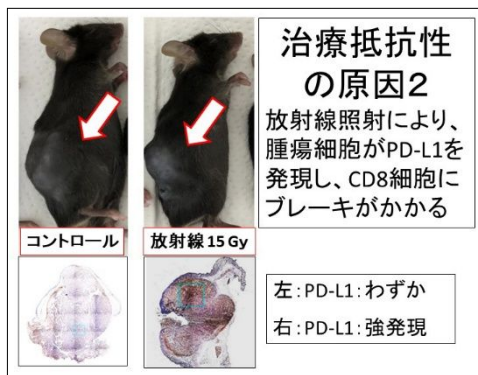 治療抵抗性
の原因2
放射線照射により、
腫瘍細胞がPD-L1を
発現し、CD8細胞に
ブレーキがかかる
コントロール
放射線15 Gy
左:PD-L1:わずか
右:PD-L1:強発現